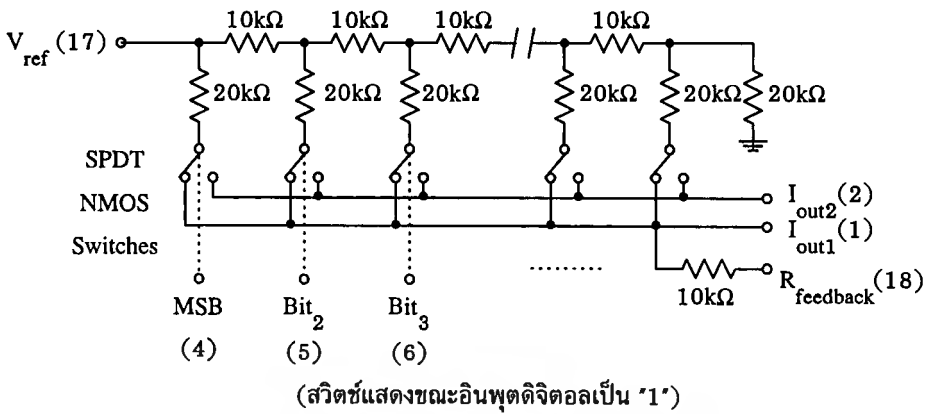 10kΩ 10kΩ 10kΩ 10kΩ
V_ref (17)
20kΩ 20kΩ 20kΩ 20kΩ 20kΩ 20kΩ
SPDT
NMOS
Switches
I_out2 (2)
I_out1 (1)
R_feedback (18)
10kΩ
MSB Bit_2 Bit_3
(4) (5) (6)
(สวิตช์แสดงขณะอินพุตดิจิตอลเป็น "1")